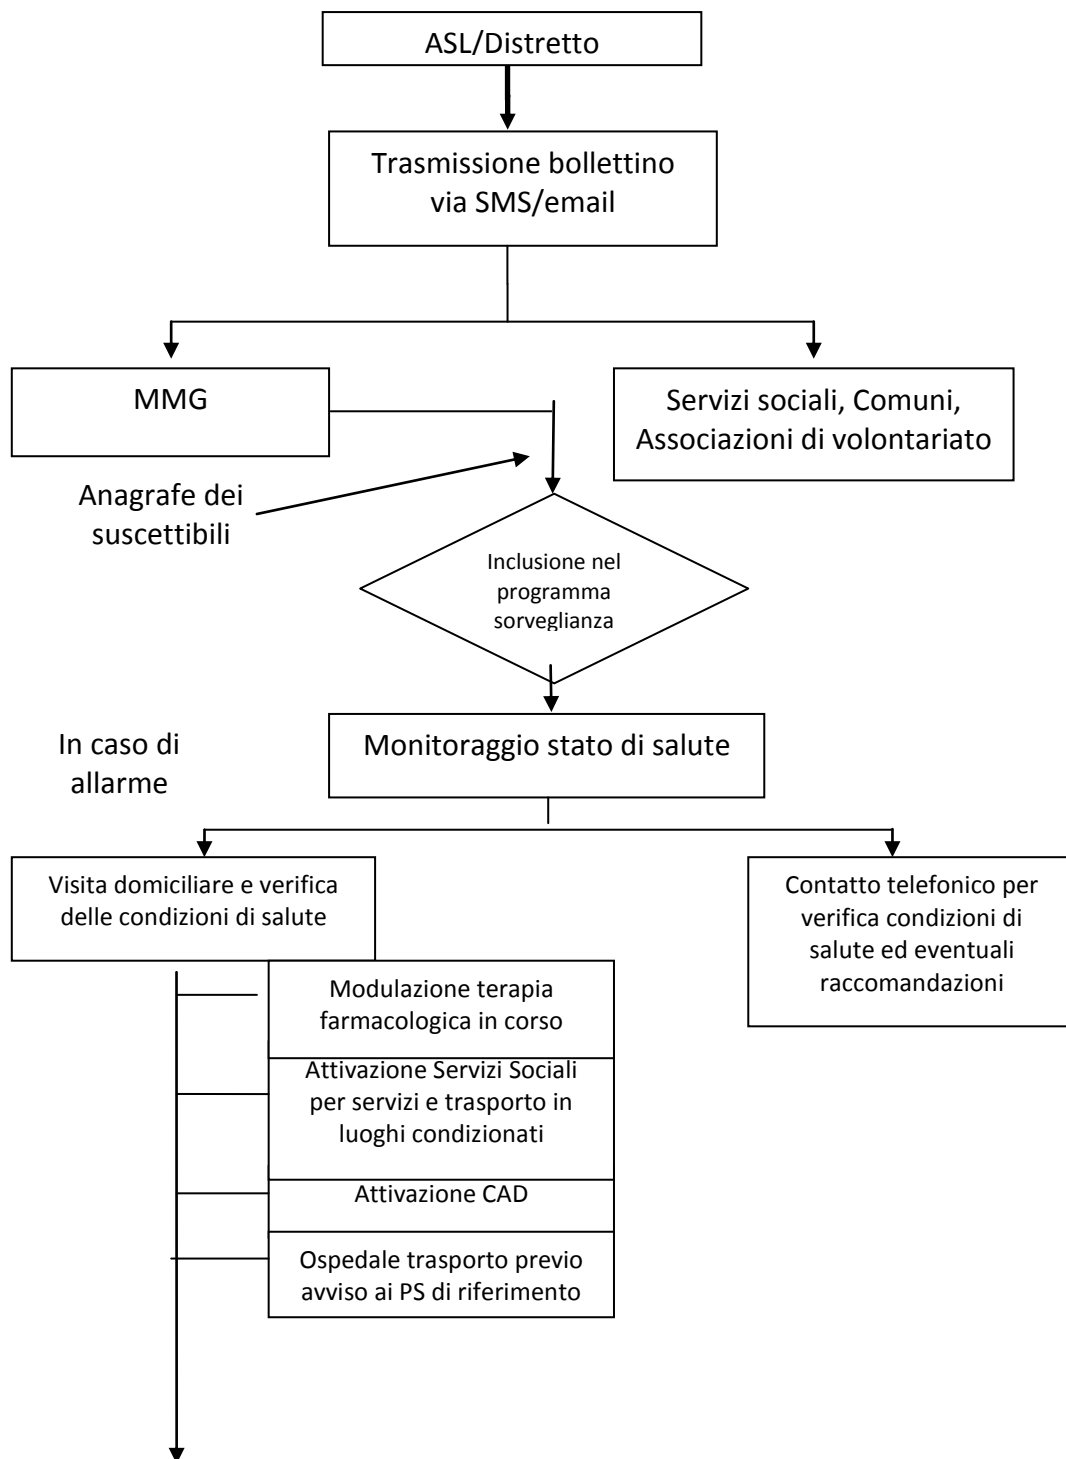 ASL/Distretto
Trasmissione bollettino
via SMS/email
MMG
Servizi sociali, Comuni,
Associazioni di volontariato
Anagrafe dei
suscettibili
Inclusione nel
programma
sorveglianza
Monitoraggio stato di salute
In caso di
allarme
Visita domiciliare e verifica
delle condizioni di salute
Contatto telefonico per
verifica condizioni di
salute ed eventuali
raccomandazioni
Modulazione terapia
farmacologica in corso
Attivazione Servizi Sociali
per servizi e trasporto in
luoghi condizionati
Attivazione CAD
Ospedale trasporto previo
avviso ai PS di riferimento